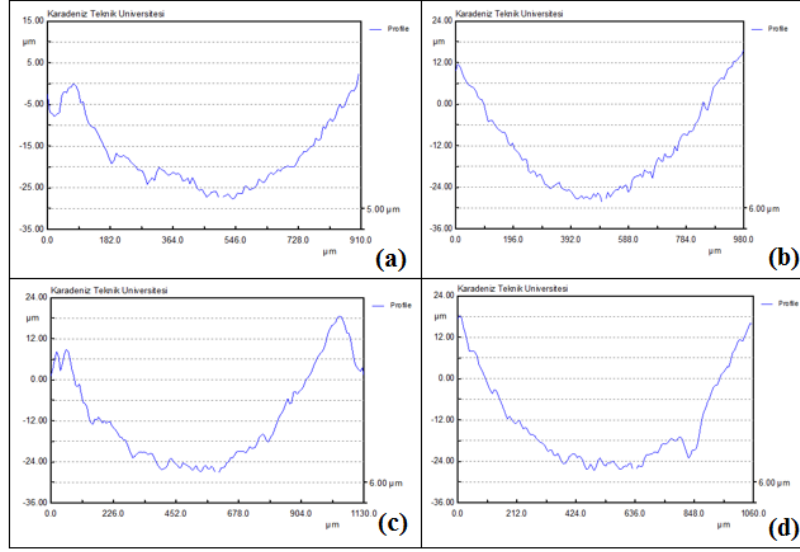 Karadeniz Teknik Universitesi
15.00
µm
5.00
-5.00
-15.00
-25.00
-35.00
0.0 182.0 364.0 546.0 728.0 910.0
µm
Profile
5.00 µm
(a)
Karadeniz Teknik Universitesi
24.00
µm
12.00
0.00
-12.00
-24.00
-36.00
0.0 196.0 392.0 588.0 784.0 980.0
µm
Profile
6.00 µm
(b)
Karadeniz Teknik Universitesi
24.00
µm
12.00
0.00
-12.00
-24.00
-36.00
0.0 226.0 452.0 678.0 904.0 1130.0
µm
Profile
6.00 µm
(c)
Karadeniz Teknik Universitesi
24.00
µm
12.00
0.00
-12.00
-24.00
-36.00
0.0 212.0 424.0 636.0 848.0 1060.0
µm
Profile
6.00 µm
(d)